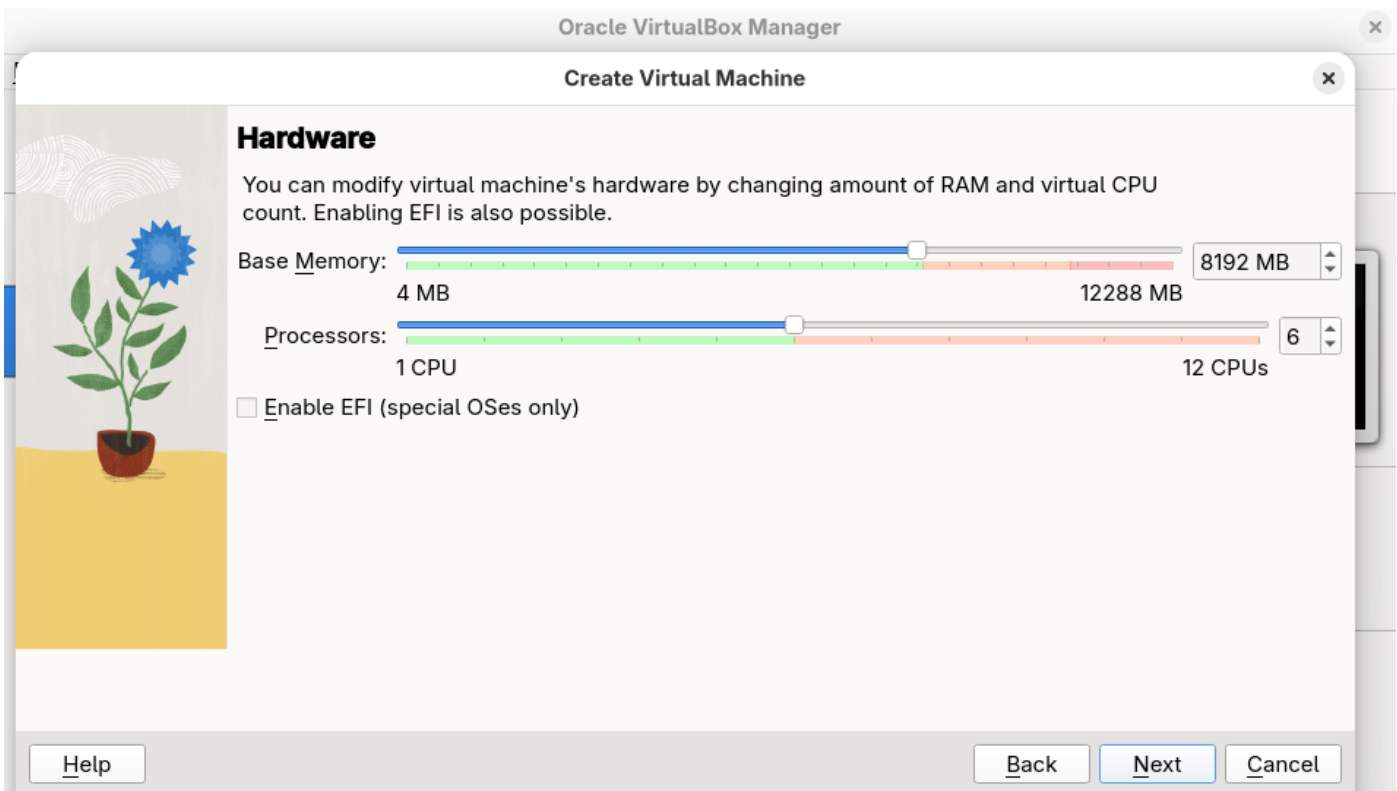 Oracle VirtualBox Manager
Create Virtual Machine
Hardware
You can modify virtual machine's hardware by changing amount of RAM and virtual CPU
count. Enabling EFI is also possible.
Base Memory: 8192 MB
4 MB 12288 MB
Processors: 6
1 CPU 12 CPUs
Enable EFI (special OSes only)
Help Back Next Cancel